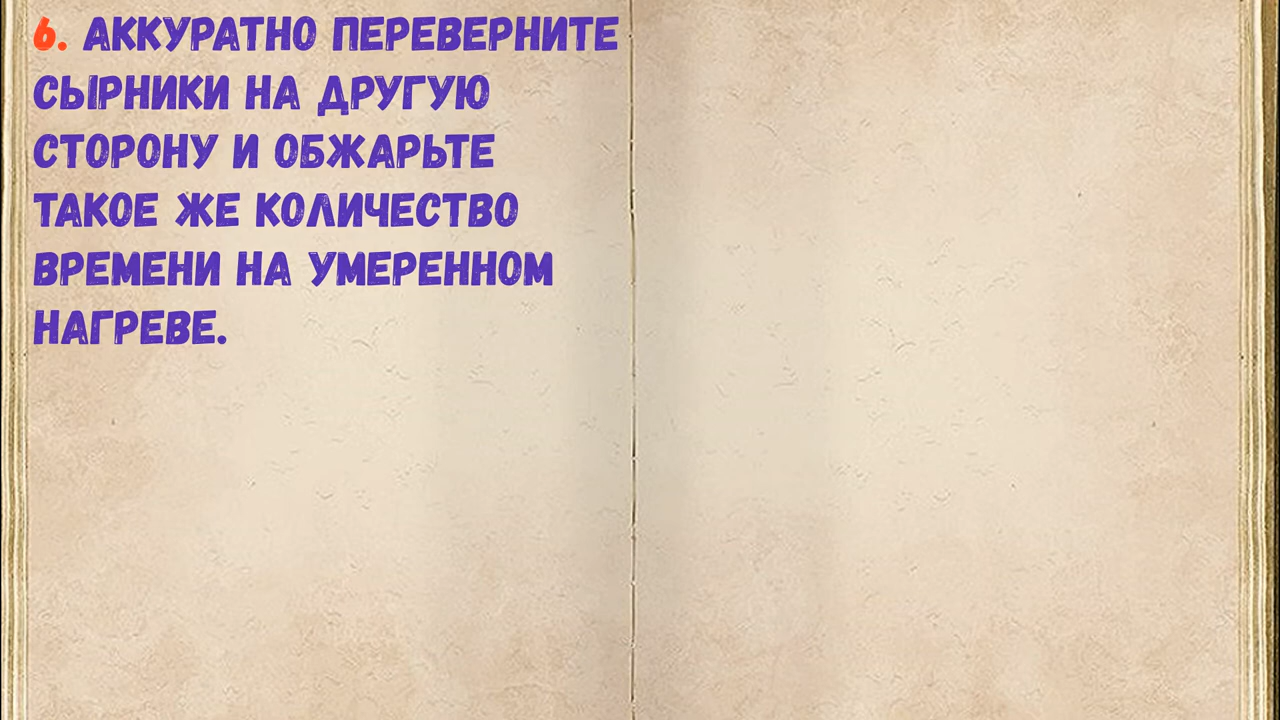 6. АККУРАТНО ПЕРЕВЕРНИТЕ
СЫРНИКИ НА ДРУГУЮ
СТОРОНУ И ОБЖАРЬТЕ
ТАКОЕ ЖЕ КОЛИЧЕСТВО
ВРЕМЕНИ НА УМЕРЕННОМ
НАГРЕВЕ.